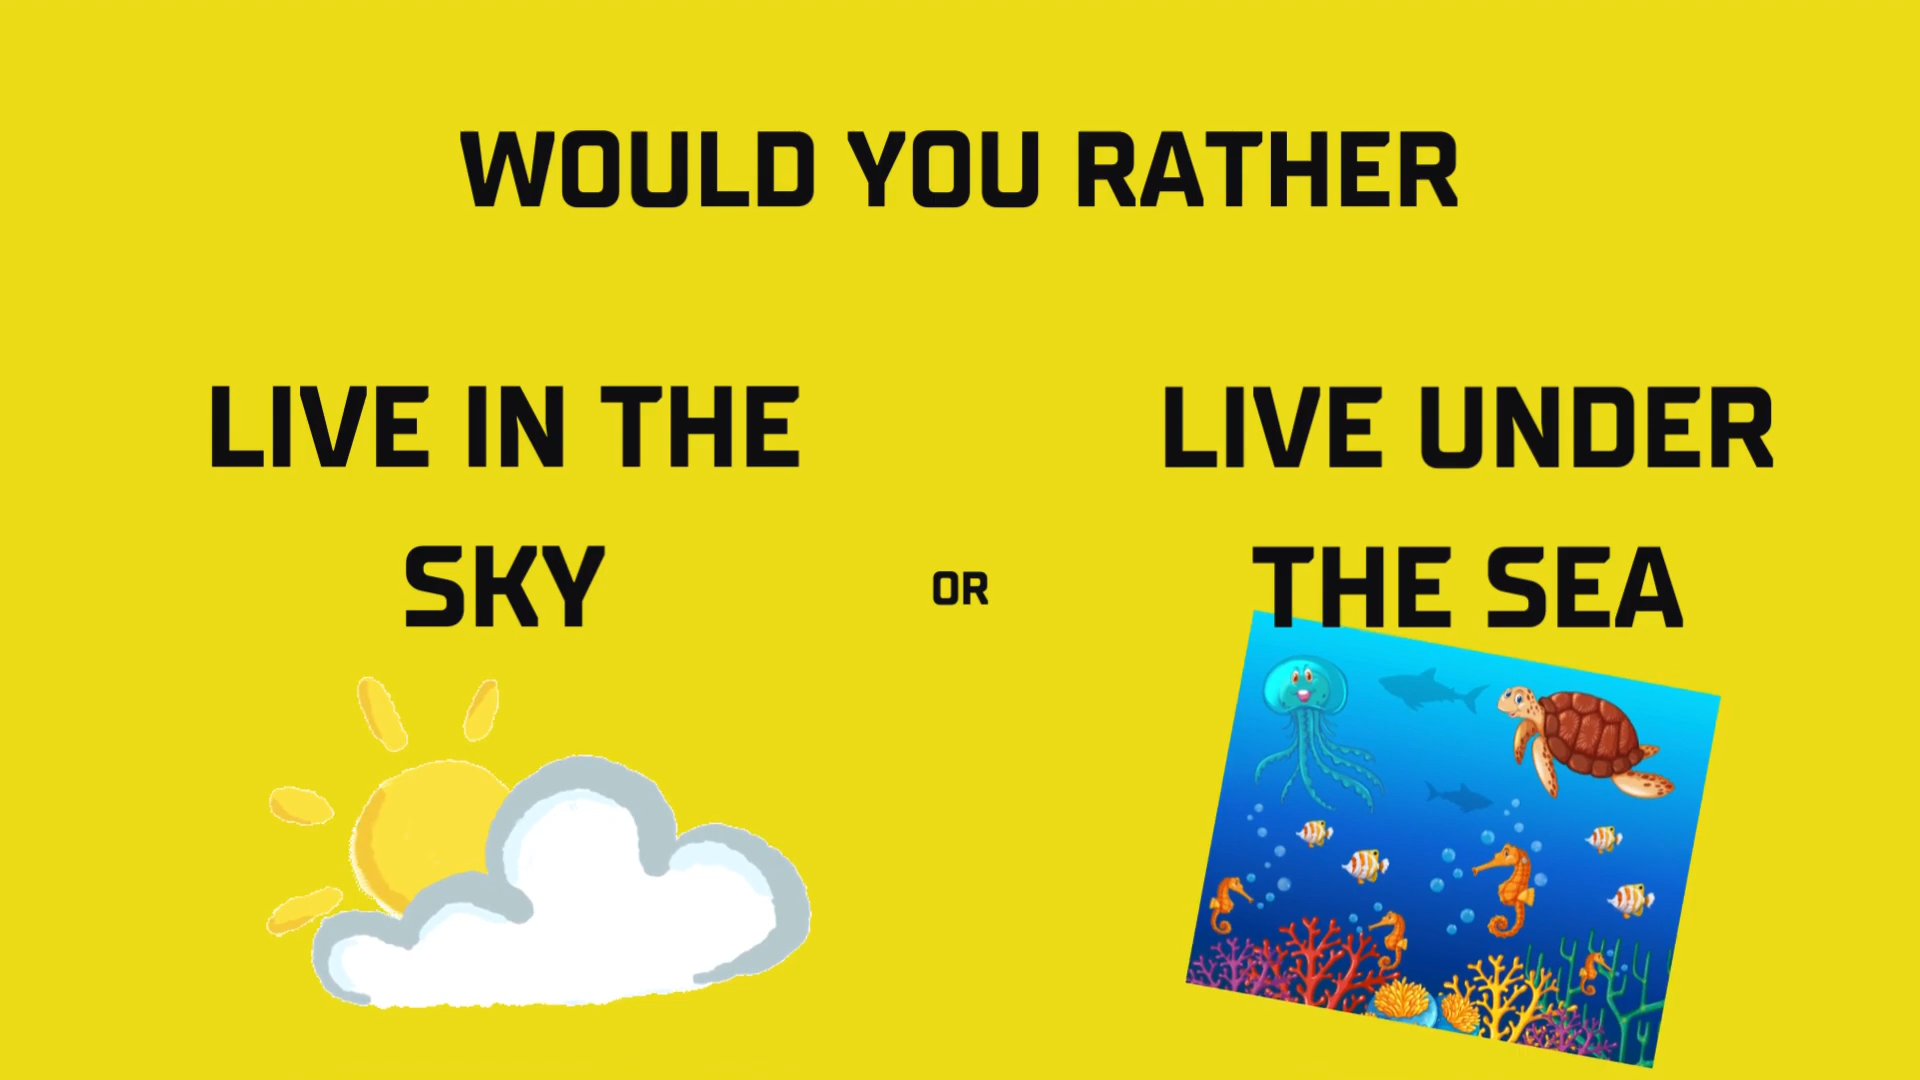 WOULD YOU RATHER
LIVE IN THE
SKY
OR
LIVE UNDER
THE SEA